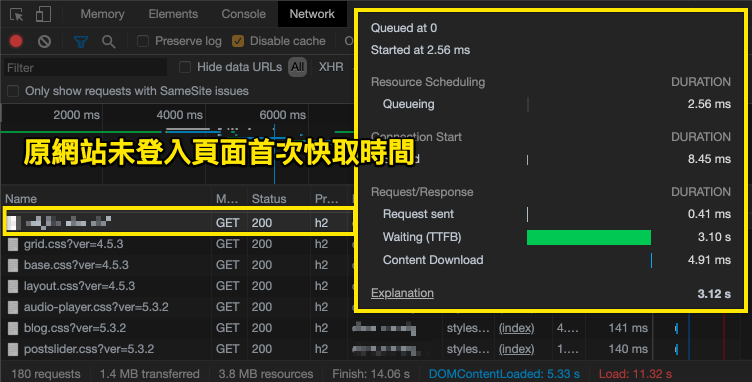 Memory Elements Console Network
Preserve log Disable cache
Filter Hide data URLs All XHR
Only show requests with SameSite issues
2000 ms 4000 ms 6000 ms
原網站未登入頁面首次快取時間
Name M... Status Pr...
GET 200 h2
grid.css?ver=4.5.3 GET 200 h2
base.css?ver=4.5.3 GET 200 h2
layout.css?ver=4.5.3 GET 200 h2
audio-player.css?ver=5.3.2 GET 200 h2
blog.css?ver=5.3.2 GET 200 h2 styles... (index) 4.... 141 ms
postslider.css?ver=5.3.2 GET 200 h2 styles... (index) 1.... 140 ms
180 requests 1.4 MB transferred 3.8 MB resources Finish: 14.06 s DOMContentLoaded: 5.33 s Load: 11.32 s
Queued at 0
Started at 2.56 ms
Resource Scheduling DURATION
Queueing 2.56 ms
Connection Start DURATION
8.45 ms
Request/Response DURATION
Request sent 0.41 ms
Waiting (TTFB) 3.10 s
Content Download 4.91 ms
Explanation 3.12 s